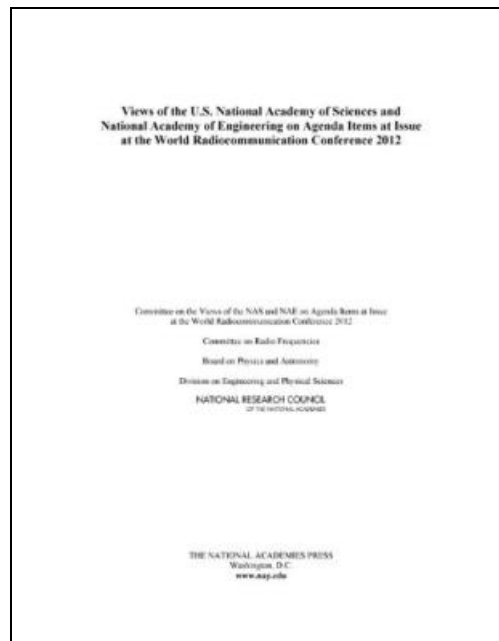 Views of the U.S. National Academy of Sciences and
National Academy of Engineering on Agenda Items at Issue
at the World Radiocommunication Conference 2012
Committee on the Views of the NAS and NAE on Agenda Items at Issue
at the World Radiocommunication Conference 2012
Committee on Radio Frequencies
Board on Physics and Astronomy
Division on Engineering and Physical Sciences
NATIONAL RESEARCH COUNCIL
OF THE NATIONAL ACADEMIES
THE NATIONAL ACADEMIES PRESS
Washington, D.C.
www.nap.edu